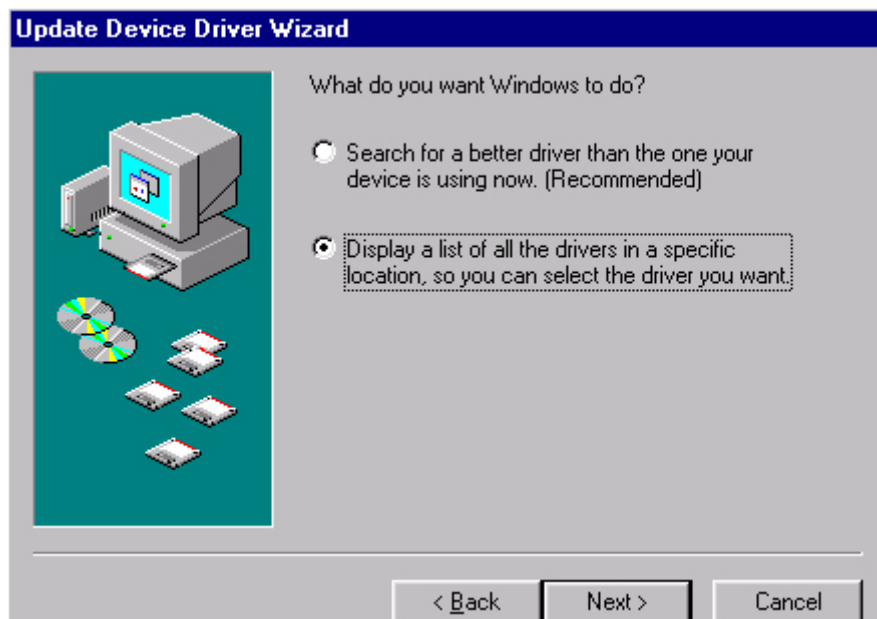 Update Device Driver Wizard
What do you want Windows to do?
Search for a better driver than the one your
device is using now. (Recommended)
Display a list of all the drivers in a specific
location, so you can select the driver you want.
< Back
Next >
Cancel